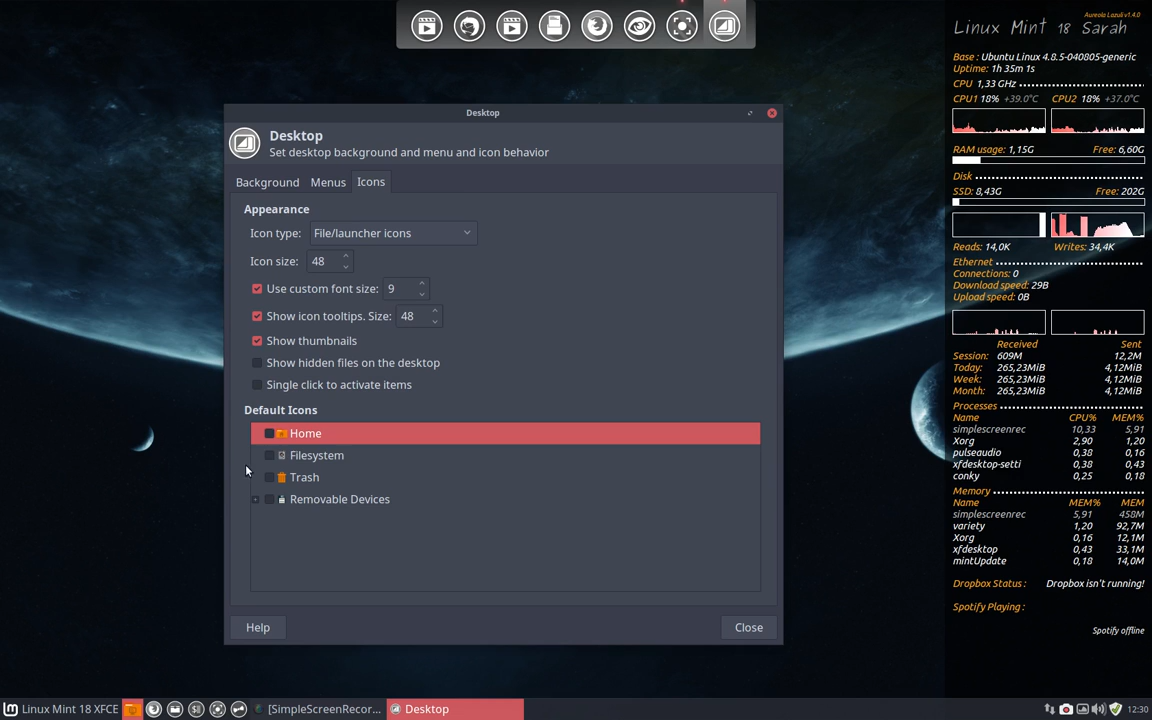 Aureola Lazuli v1.4.0
Linux Mint 18 Sarah
Base : Ubuntu Linux 4.8.5-040805-generic
Uptime: 1h 35m 1s
CPU 1,33 GHz
CPU1 18% +39.0°C CPU2 18% +37.0°C
RAM usage: 1,15G Free: 6,60G
Disk
SSD: 8,43G Free: 202G
Reads: 14,0K Writes: 34,4K
Ethernet
Connections: 0
Download speed: 29B
Upload speed: 0B
Received Sent
Session: 609M 12,2M
Today: 265,23MiB 4,12MiB
Week: 265,23MiB 4,12MiB
Month: 265,23MiB 4,12MiB
Processes
Name CPU% MEM%
simplescreenrec 10,33 5,91
Xorg 2,90 1,20
pulseaudio 0,38 0,16
xfdesktop-setti 0,38 0,43
conky 0,25 0,18
Memory
Name MEM% MEM
simplescreenrec 5,91 458M
variety 1,20 92,7M
Xorg 0,16 12,1M
xfdesktop 0,43 33,1M
mintUpdate 0,18 14,0M
Dropbox Status : Dropbox isn't running!
Spotify Playing :
Spotify offline
Desktop
Desktop
Set desktop background and menu and icon behavior
Background Menus Icons
Appearance
Icon type: File/launcher icons
Icon size: 48
Use custom font size: 9
Show icon tooltips. Size: 48
Show thumbnails
Show hidden files on the desktop
Single click to activate items
Default Icons
Home
Filesystem
Trash
Removable Devices
Help Close
Linux Mint 18 XFCE [SimpleScreenRecor... Desktop 12:30